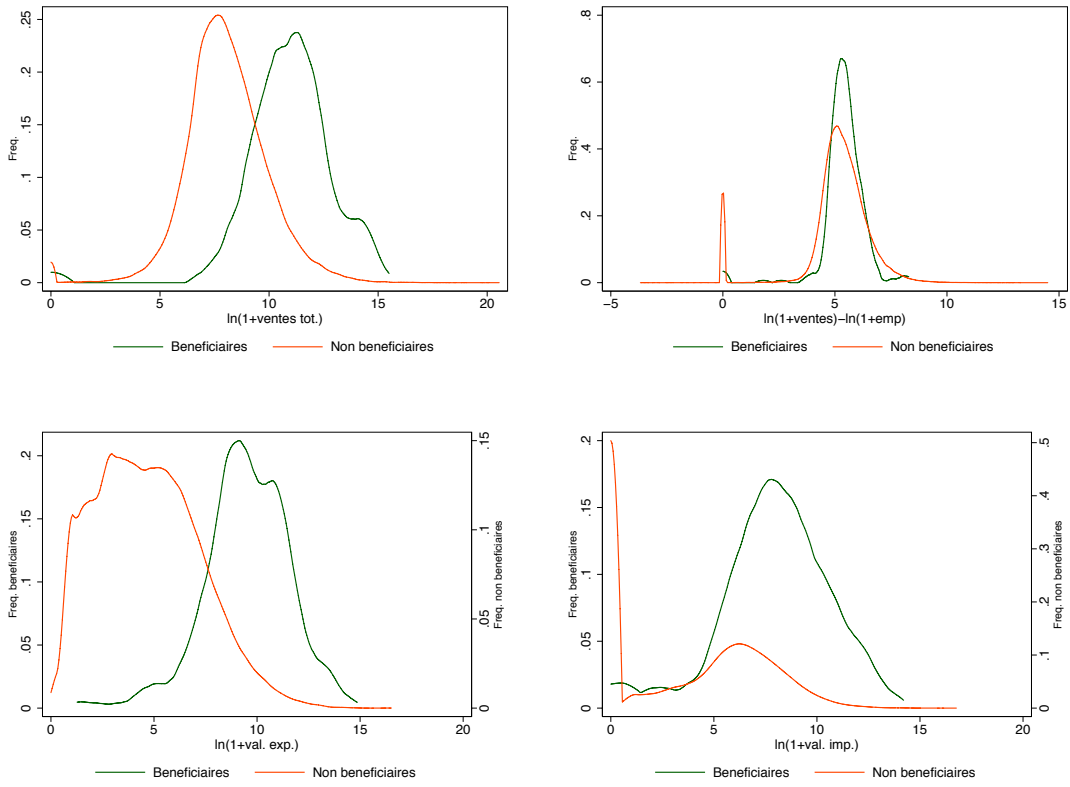 .25
.2
.15
.1
.05
0
Freq.
0 5 10 15 20
ln(1+ventes tot.)
Beneficiaires Non beneficiaires
.8
.6
.4
.2
0
Freq.
−5 0 5 10 15
ln(1+ventes)−ln(1+emp)
Beneficiaires Non beneficiaires
.2
.15
.1
.05
0
Freq. beneficiaires
.15
.1
.05
0
Freq. non beneficiaires
0 5 10 15 20
ln(1+val. exp.)
Beneficiaires Non beneficiaires
.2
.15
.1
.05
0
Freq. beneficiaires
.5
.4
.3
.2
.1
0
Freq. non beneficiaires
0 5 10 15 20
ln(1+val. imp.)
Beneficiaires Non beneficiaires